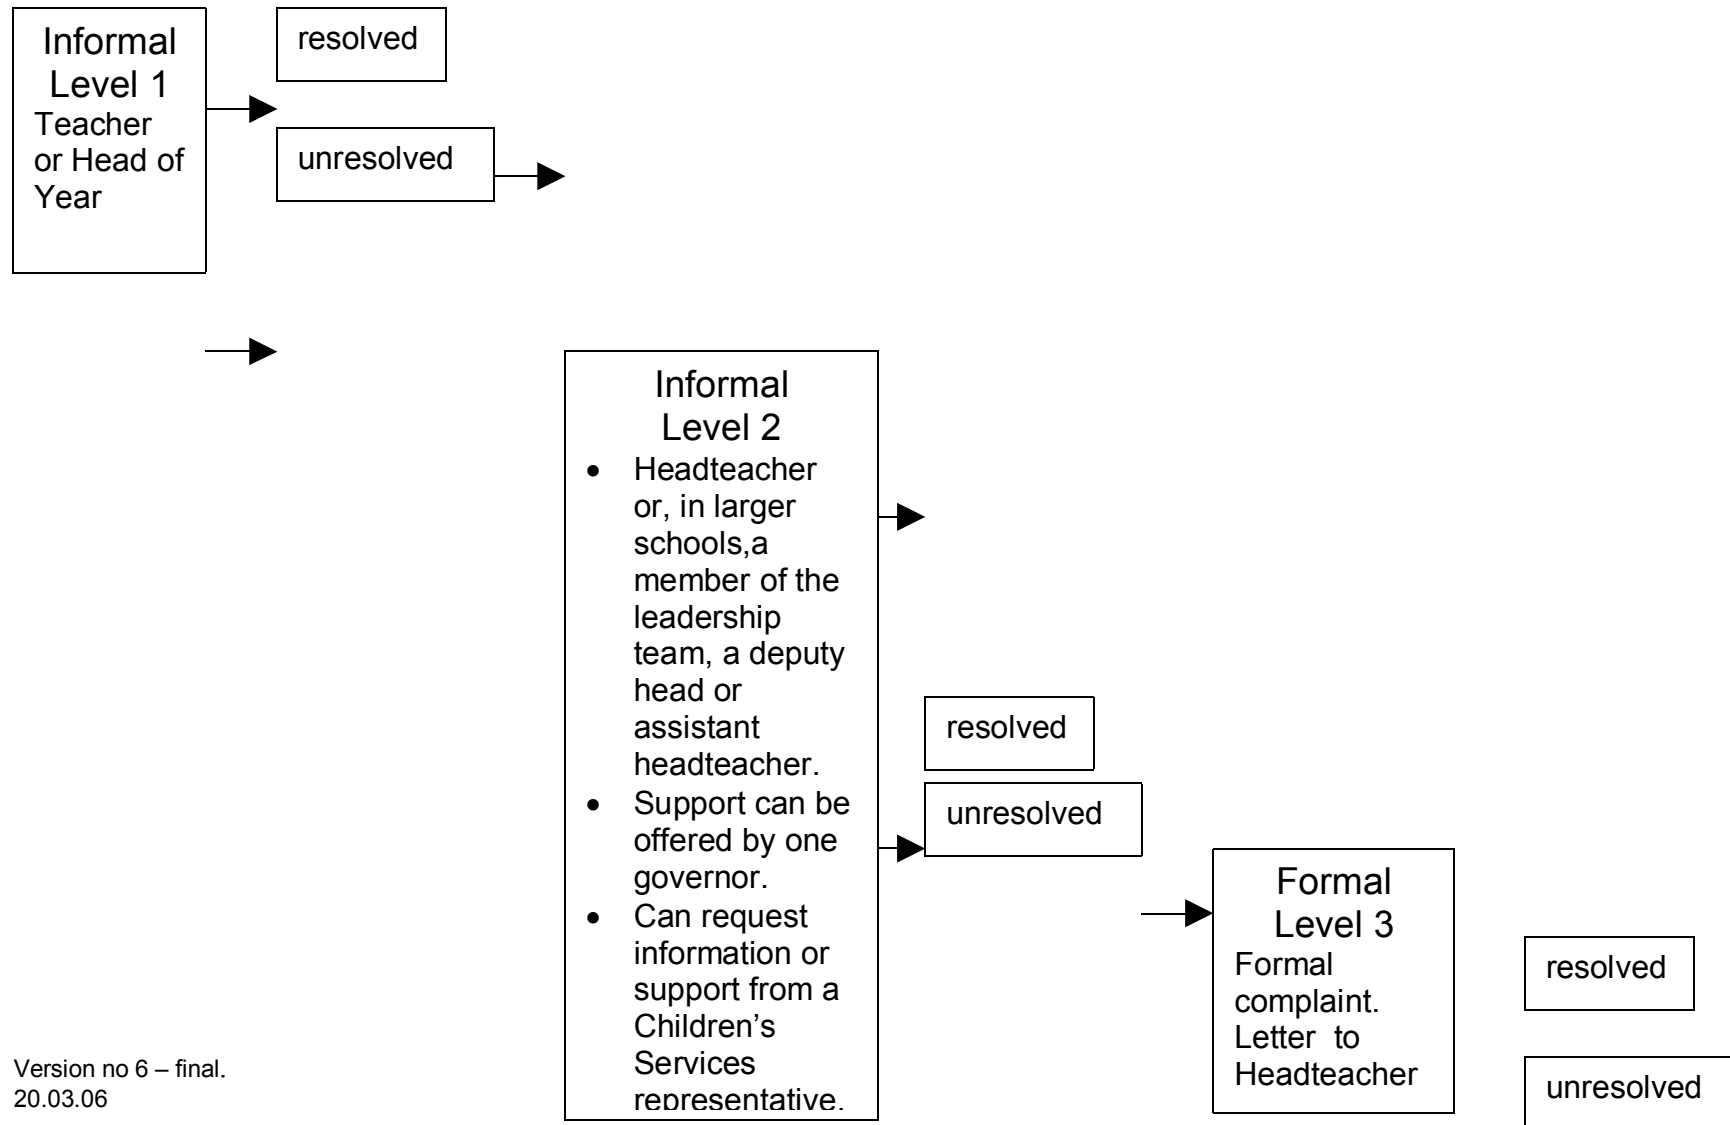 Informal
Level 1
Teacher
or Head of
Year
resolved
unresolved
Informal
Level 2
• Headteacher
or, in larger
schools,a
member of the
leadership
team, a deputy
head or
assistant
headteacher.
• Support can be
offered by one
governor.
• Can request
information or
support from a
Children’s
Services
representative.
resolved
unresolved
Formal
Level 3
Formal
complaint.
Letter to
Headteacher
resolved
unresolved
Version no 6 – final.
20.03.06